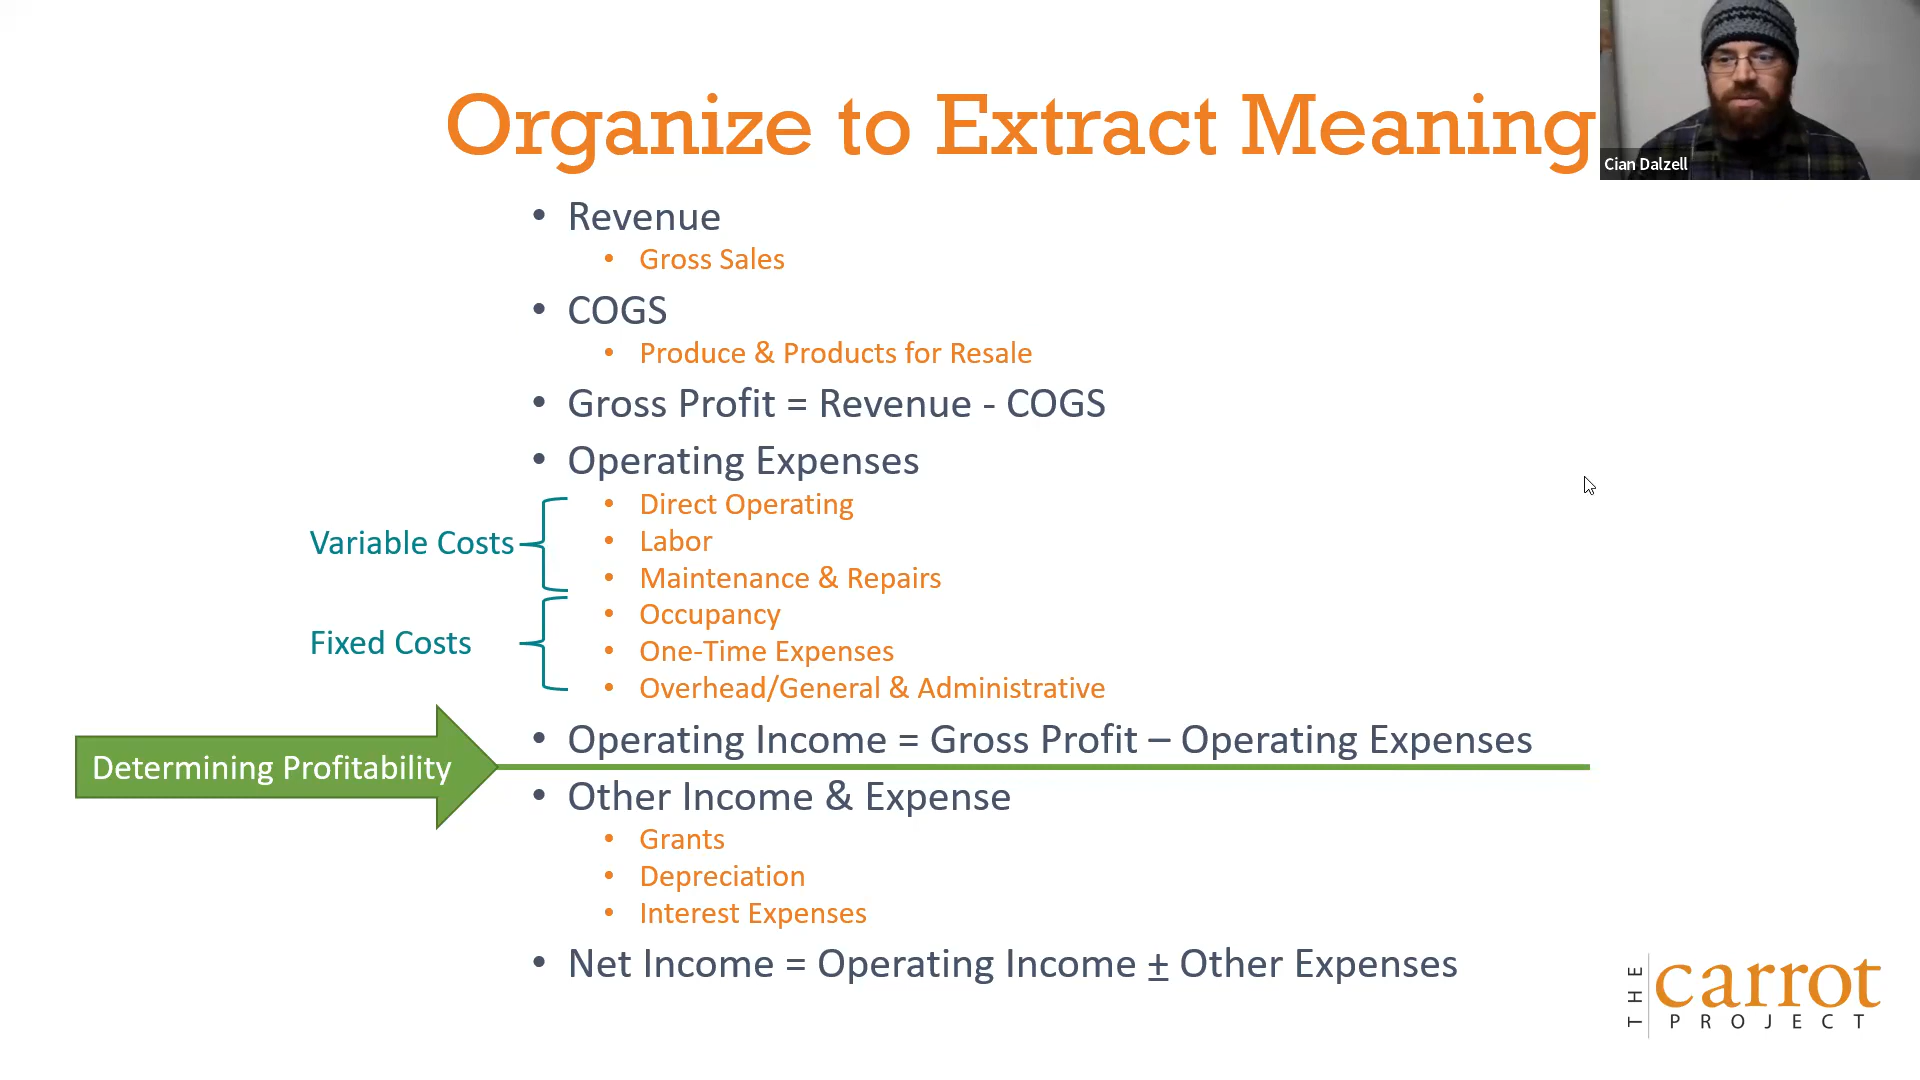 Organize to Extract Meaning
Cian Dalzell
• Revenue
• Gross Sales
• COGS
• Produce & Products for Resale
• Gross Profit = Revenue - COGS
• Operating Expenses
Variable Costs
• Direct Operating
• Labor
• Maintenance & Repairs
Fixed Costs
• Occupancy
• One-Time Expenses
• Overhead/General & Administrative
Determining Profitability
• Operating Income = Gross Profit – Operating Expenses
• Other Income & Expense
• Grants
• Depreciation
• Interest Expenses
• Net Income = Operating Income ± Other Expenses
THE
carrot
PROJECT